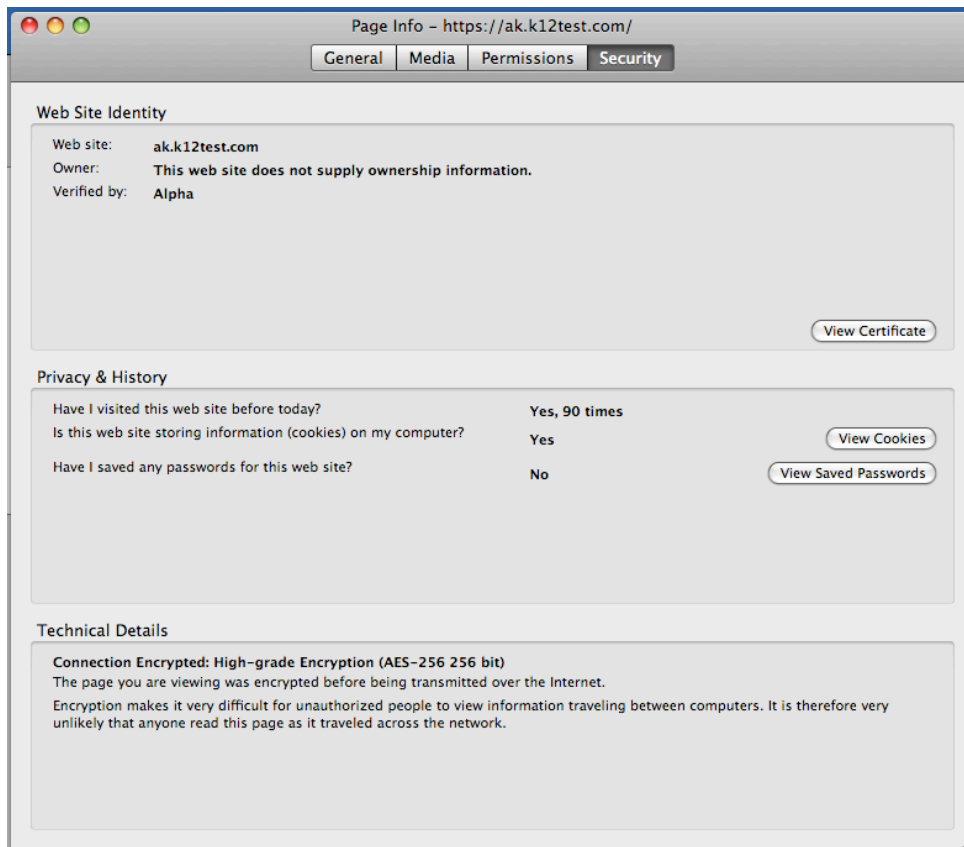 Page Info – https://ak.k12test.com/
General Media Permissions Security
Web Site Identity
Web site: ak.k12test.com
Owner: This web site does not supply ownership information.
Verified by: Alpha
View Certificate
Privacy & History
Have I visited this web site before today? Yes, 90 times
Is this web site storing information (cookies) on my computer? Yes View Cookies
Have I saved any passwords for this web site? No View Saved Passwords
Technical Details
Connection Encrypted: High-grade Encryption (AES-256 256 bit)
The page you are viewing was encrypted before being transmitted over the Internet.
Encryption makes it very difficult for unauthorized people to view information traveling between computers. It is therefore very
unlikely that anyone read this page as it traveled across the network.